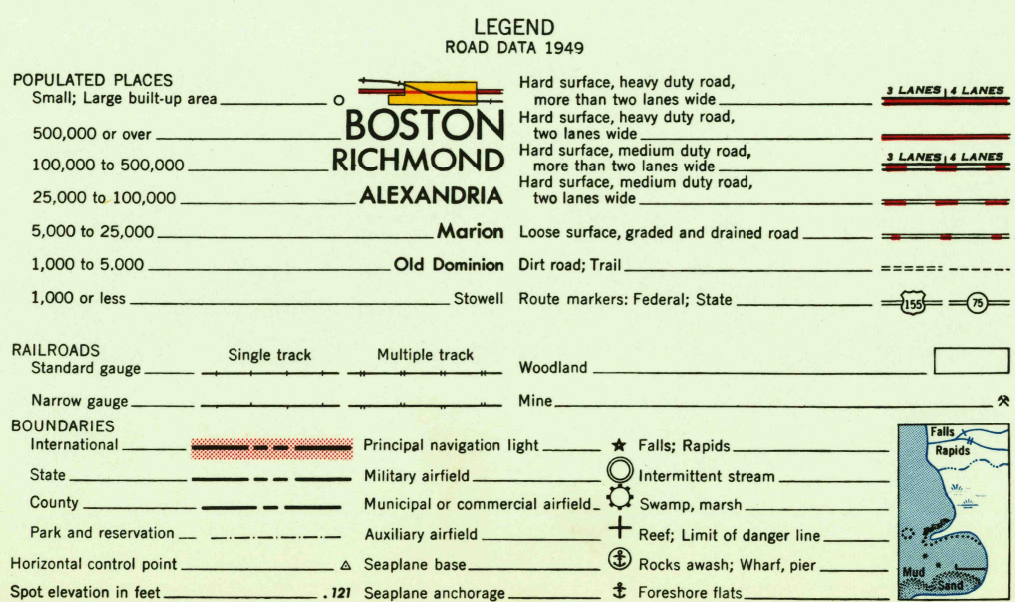 LEGEND
ROAD DATA 1949
POPULATED PLACES
Small; Large built-up area
500,000 or over BOSTON
100,000 to 500,000 RICHMOND
25,000 to 100,000 ALEXANDRIA
5,000 to 25,000 Marion
1,000 to 5.000 Old Dominion
1,000 or less Stowell
Hard surface, heavy duty road,
more than two lanes wide 3 LANES 4 LANES
Hard surface, heavy duty road,
two lanes wide
Hard surface, medium duty road,
more than two lanes wide 3 LANES 4 LANES
Hard surface, medium duty road,
two lanes wide
Loose surface, graded and drained road
Dirt road; Trail
Route markers: Federal; State 155 75
RAILROADS Single track Multiple track
Standard gauge
Narrow gauge
Woodland
Mine
BOUNDARIES
International
State
County
Park and reservation
Horizontal control point
Spot elevation in feet .121
Principal navigation light
Military airfield
Municipal or commercial airfield
Auxiliary airfield
Seaplane base
Seaplane anchorage
Falls; Rapids
Intermittent stream
Swamp, marsh
Reef; Limit of danger line
Rocks awash; Wharf, pier
Foreshore flats
Falls
Rapids
Mud
Sand